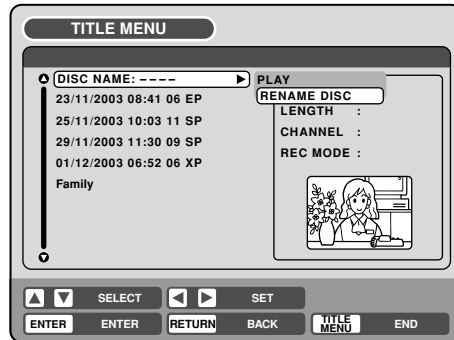 TITLE MENU
DISC NAME: – – – –
PLAY
RENAME DISC
23/11/2003 08:41 06 EP
25/11/2003 10:03 11 SP
29/11/2003 11:30 09 SP
01/12/2003 06:52 06 XP
Family
LENGTH :
CHANNEL :
REC MODE :
SELECT
SET
ENTER ENTER
RETURN BACK
TITLE MENU END